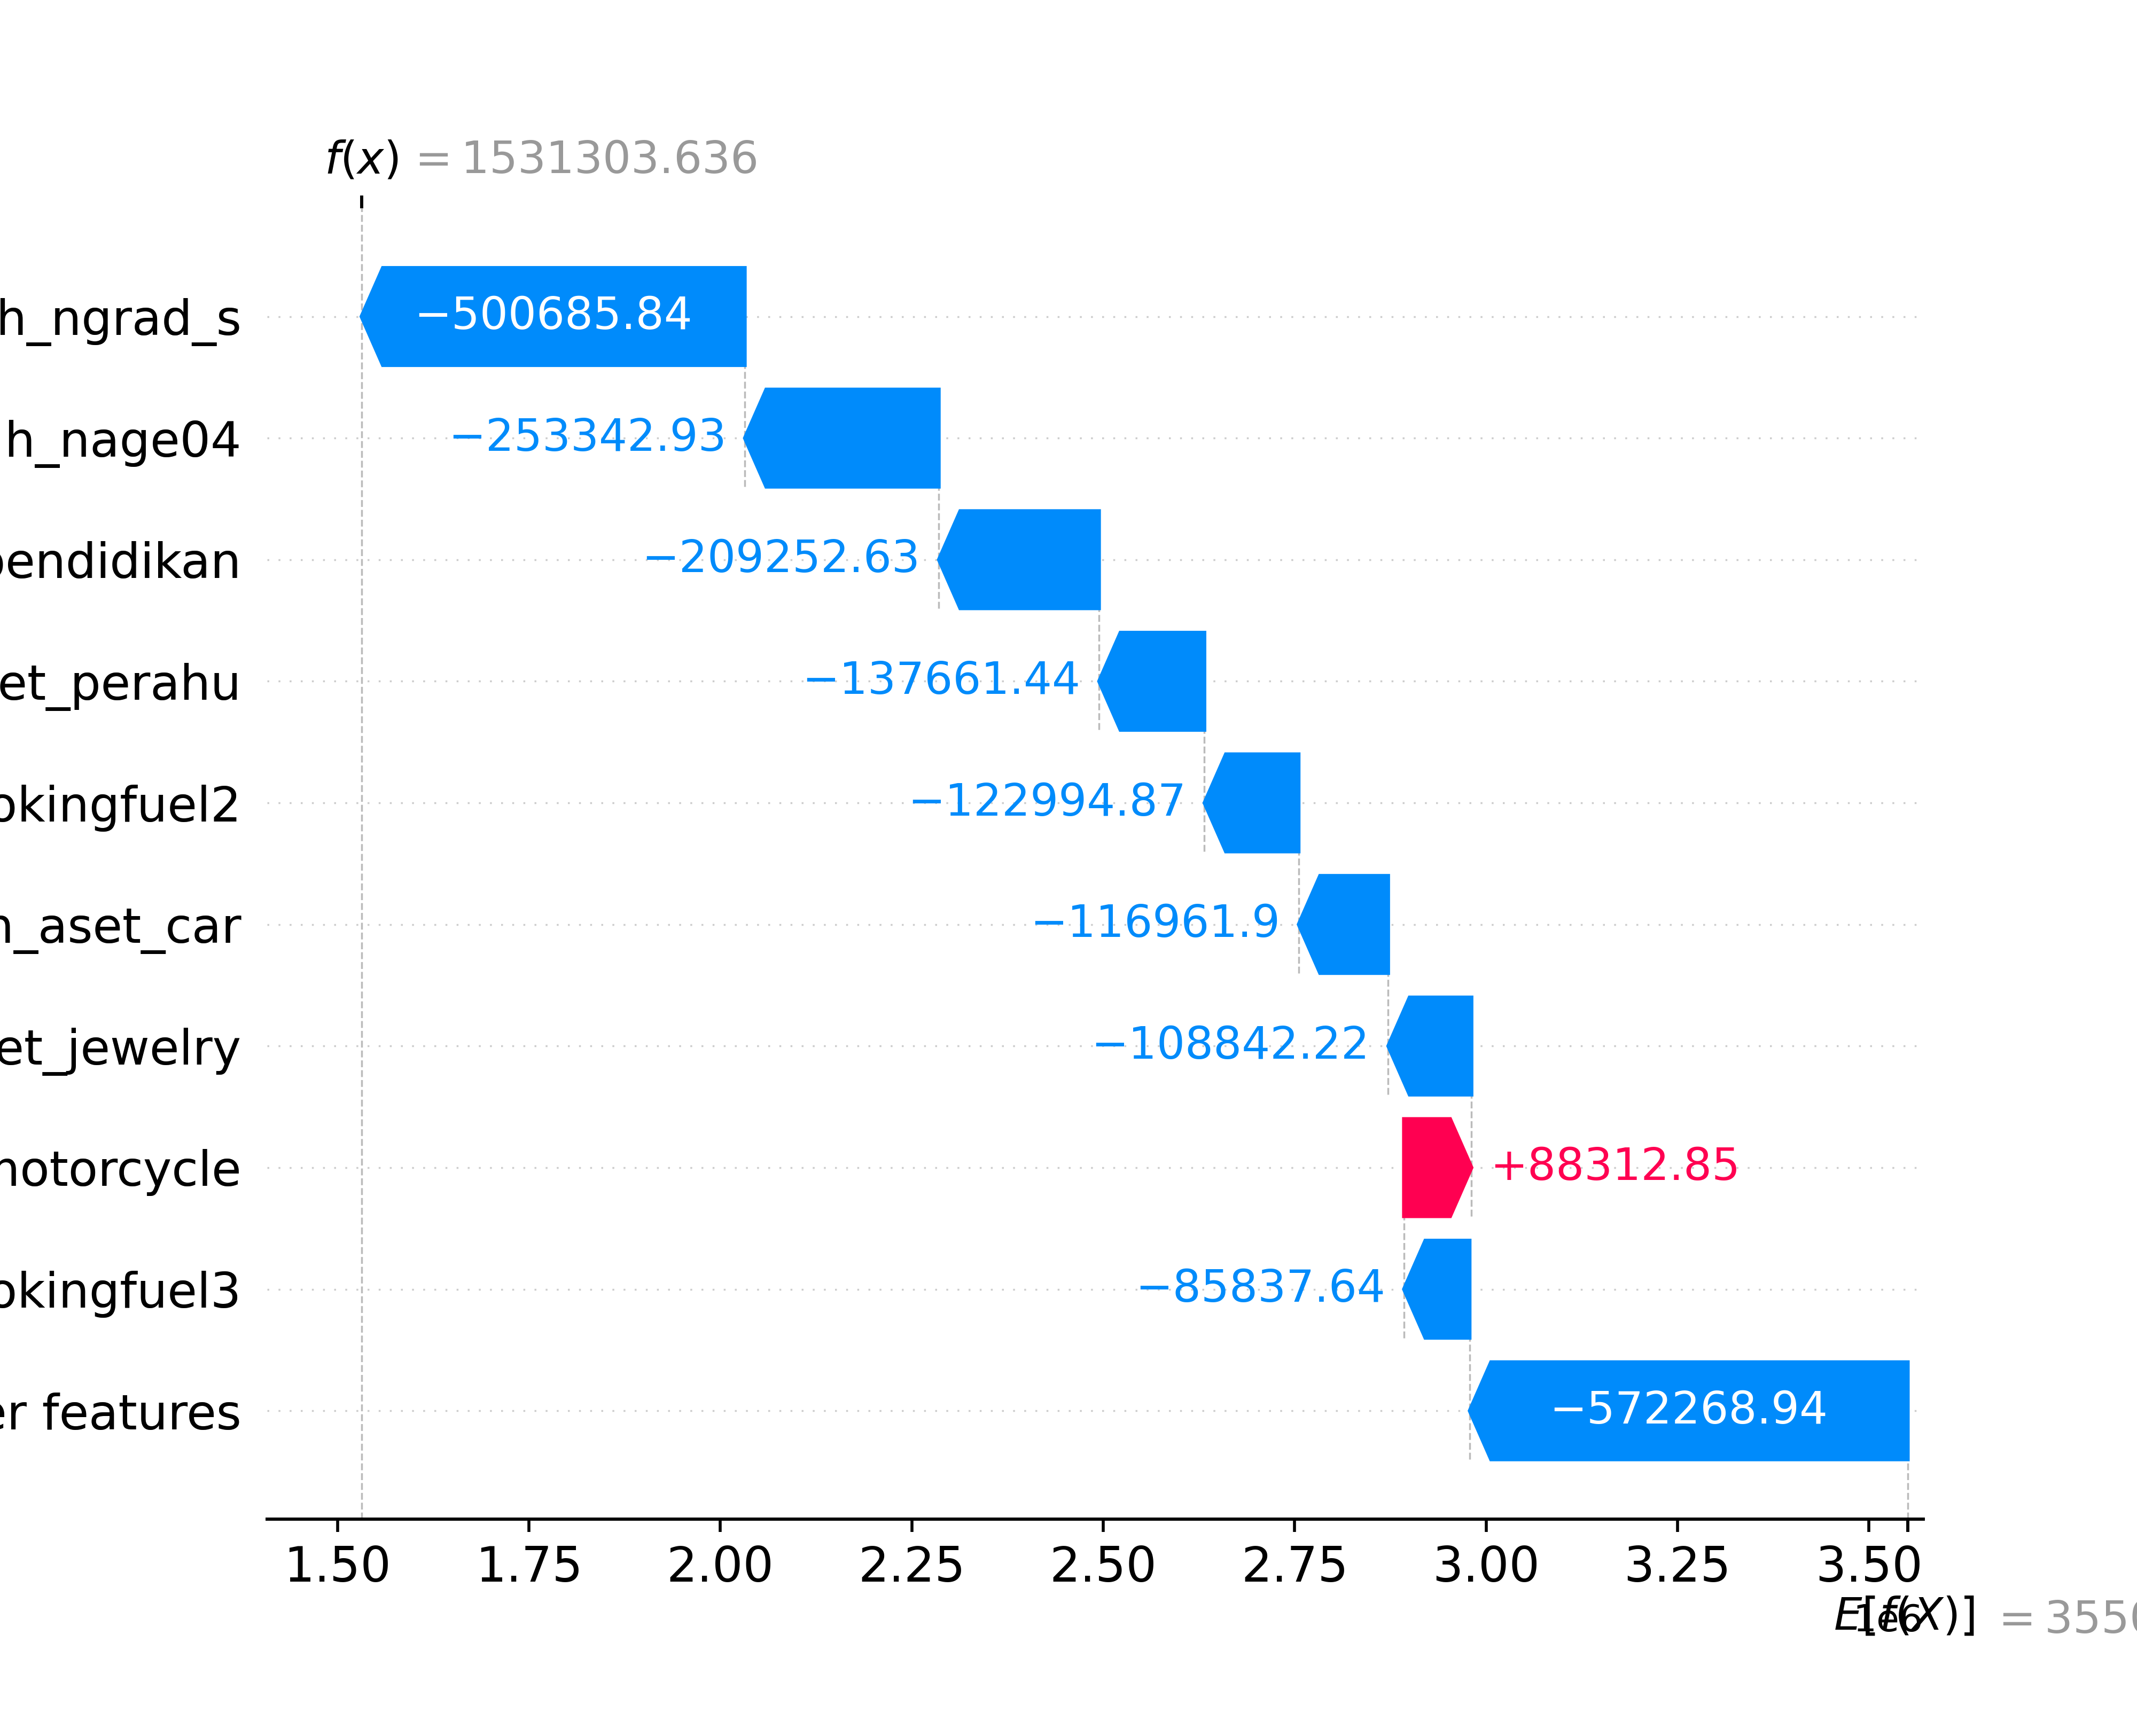 f(x) = 1531303.636
h_ngrad_s −500685.84
h_nage04 −253342.93
pendidikan −209252.63
et_perahu −137661.44
okingfuel2 −122994.87
_aset_car −116961.9
et_jewelry −108842.22
motorcycle +88312.85
okingfuel3 −85837.64
er features −572268.94
1.50 1.75 2.00 2.25 2.50 2.75 3.00 3.25 3.50
1e6
E[f(X)] = 3550